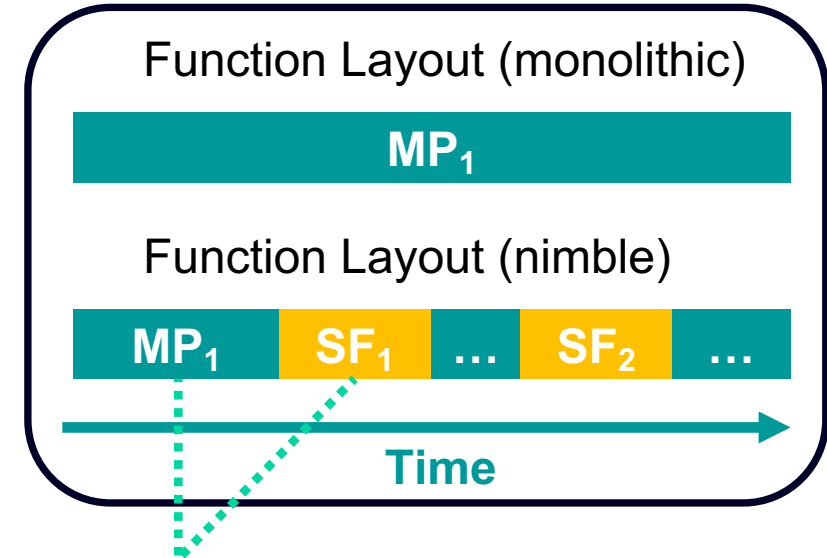 Function Layout (monolithic)
MP₁
Function Layout (nimble)
MP₁ SF₁ ... SF₂ ...
Time